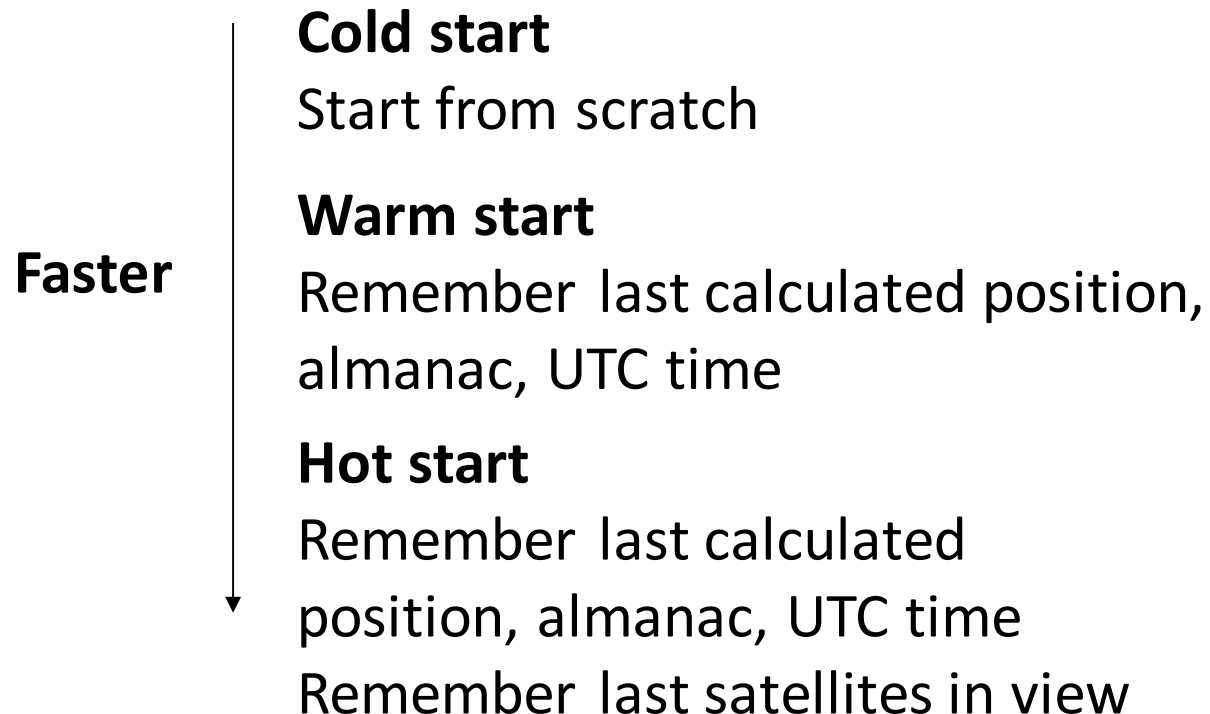 Cold start
Start from scratch
Warm start
Faster
Remember last calculated position,
almanac, UTC time
Hot start
Remember last calculated
position, almanac, UTC time
Remember last satellites in view